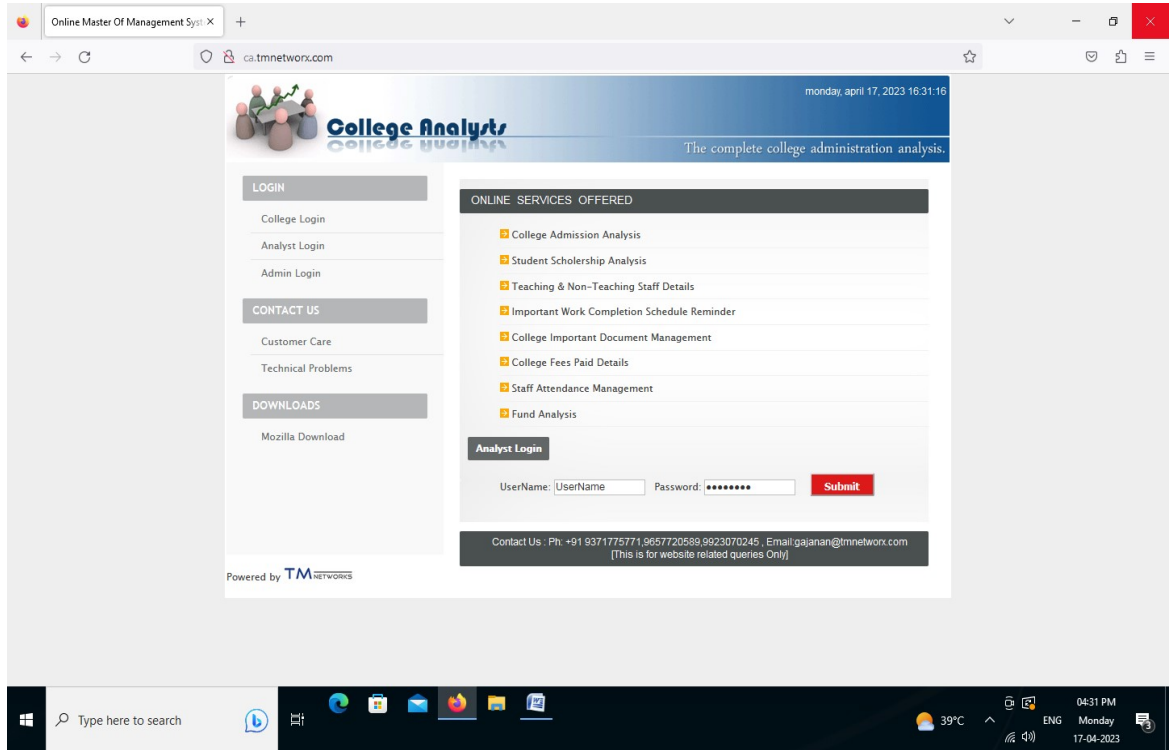 Online Master Of Management Syst
ca.tmnetworx.com
monday, april 17, 2023 16:31:16
College Analysts
The complete college administration analysis.
LOGIN
College Login
Analyst Login
Admin Login
CONTACT US
Customer Care
Technical Problems
DOWNLOADS
Mozilla Download
ONLINE SERVICES OFFERED
College Admission Analysis
Student Scholership Analysis
Teaching & Non-Teaching Staff Details
Important Work Completion Schedule Reminder
College Important Document Management
College Fees Paid Details
Staff Attendance Management
Fund Analysis
Analyst Login
UserName: UserName Password: •••••••• Submit
Contact Us : Ph: +91 9371775771,9657720589,9923070245 , Email:gajanan@tmnetworx.com
[This is for website related queries Only]
Powered by TM NETWORKS
Type here to search
39°C
ENG
04:31 PM
Monday
17-04-2023
3